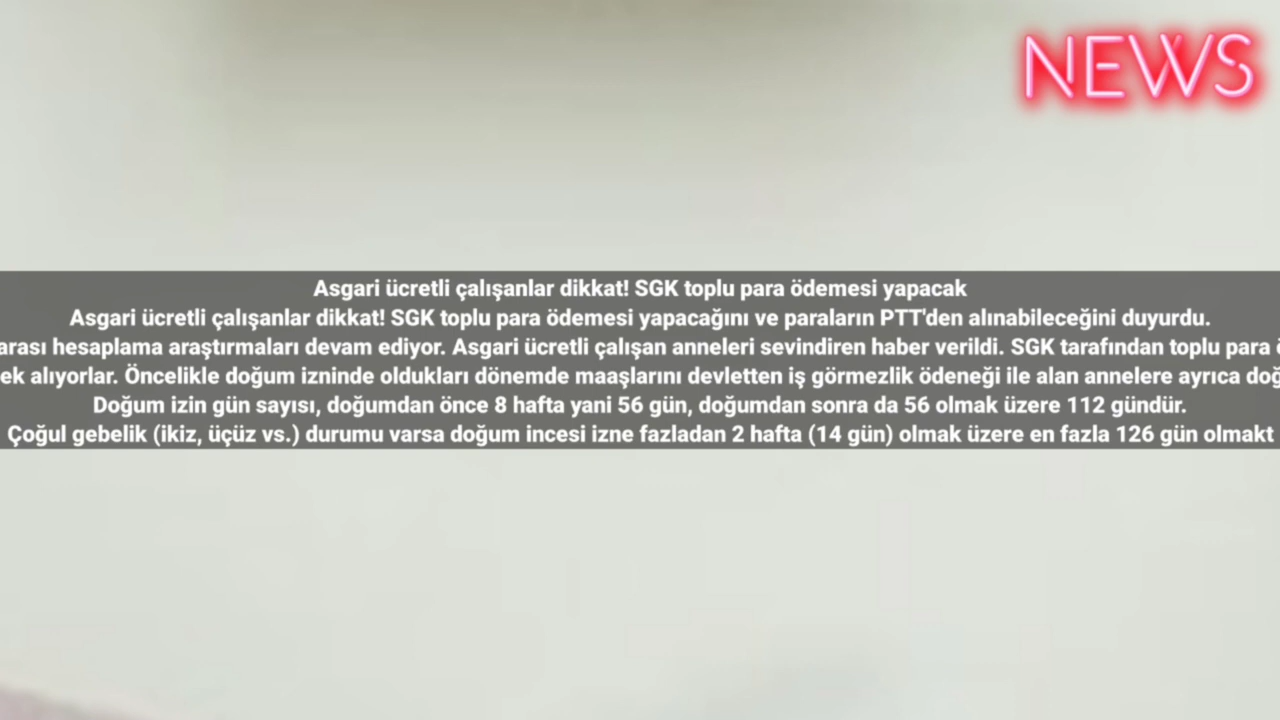 NEWS
Asgari ücretli çalışanlar dikkat! SGK toplu para ödemesi yapacak
Asgari ücretli çalışanlar dikkat! SGK toplu para ödemesi yapacağını ve paraların PTT'den alınabileceğini duyurdu.
arası hesaplama araştırmaları devam ediyor. Asgari ücretli çalışan anneleri sevindiren haber verildi. SGK tarafından toplu para
ek alıyorlar. Öncelikle doğum izninde oldukları dönemde maaşlarını devletten iş görmezlik ödeneği ile alan annelere ayrıca
Doğum izin gün sayısı, doğumdan önce 8 hafta yani 56 gün, doğumdan sonra da 56 olmak üzere 112 gündür.
Çoğul gebelik (ikiz, üçüz vs.) durumu varsa doğum incesi izne fazladan 2 hafta (14 gün) olmak üzere en fazla 126 gün olmakt